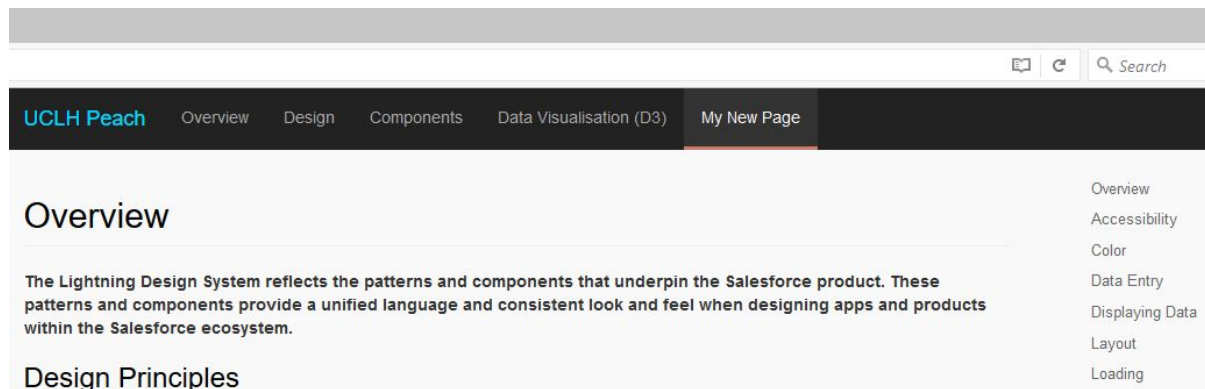 Search
UCLH Peach Overview Design Components Data Visualisation (D3) My New Page
Overview
The Lightning Design System reflects the patterns and components that underpin the Salesforce product. These
patterns and components provide a unified language and consistent look and feel when designing apps and products
within the Salesforce ecosystem.
Design Principles
Overview
Accessibility
Color
Data Entry
Displaying Data
Layout
Loading